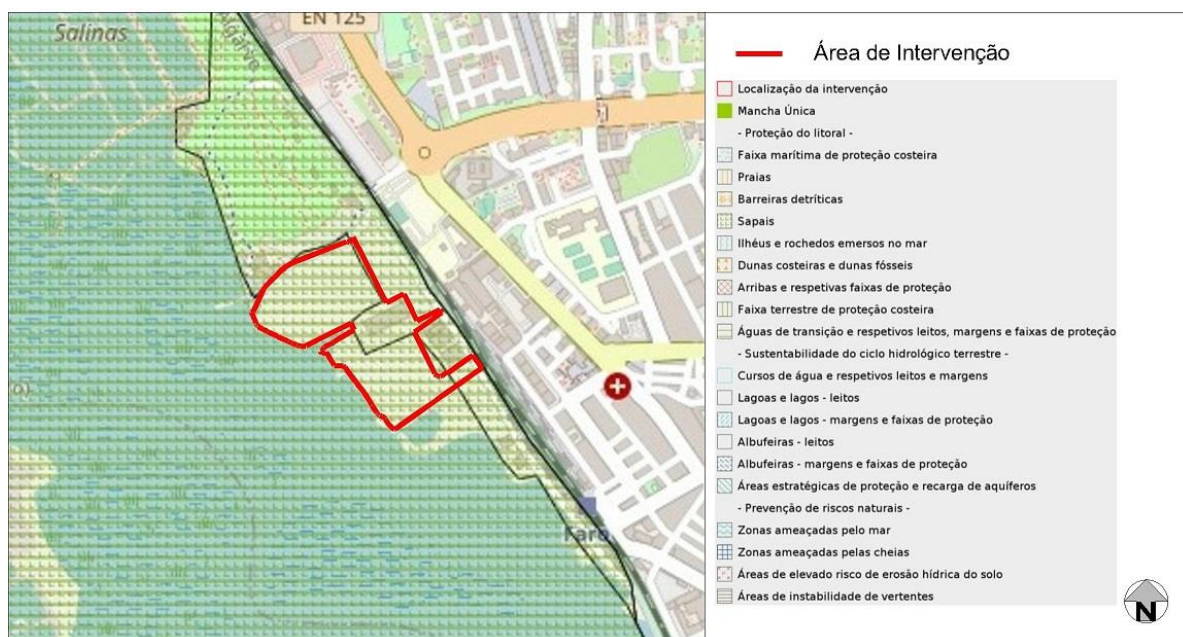 EN 125
Salinas
Algarve
o)
Faro
Área de Intervenção
Localização da intervenção
Mancha Única
- Proteção do litoral -
Faixa marítima de proteção costeira
Praias
Barreiras detríticas
Sapais
Ilhéus e rochedos emersos no mar
Dunas costeiras e dunas fósseis
Arribas e respetivas faixas de proteção
Faixa terrestre de proteção costeira
Águas de transição e respetivos leitos, margens e faixas de proteção
- Sustentabilidade do ciclo hidrológico terrestre -
Cursos de água e respetivos leitos e margens
Lagoas e lagos - leitos
Lagoas e lagos - margens e faixas de proteção
Albufeiras - leitos
Albufeiras - margens e faixas de proteção
Áreas estratégicas de proteção e recarga de aquíferos
- Prevenção de riscos naturais -
Zonas ameaçadas pelo mar
Zonas ameaçadas pelas cheias
Áreas de elevado risco de erosão hídrica do solo
Áreas de instabilidade de vertentes
N